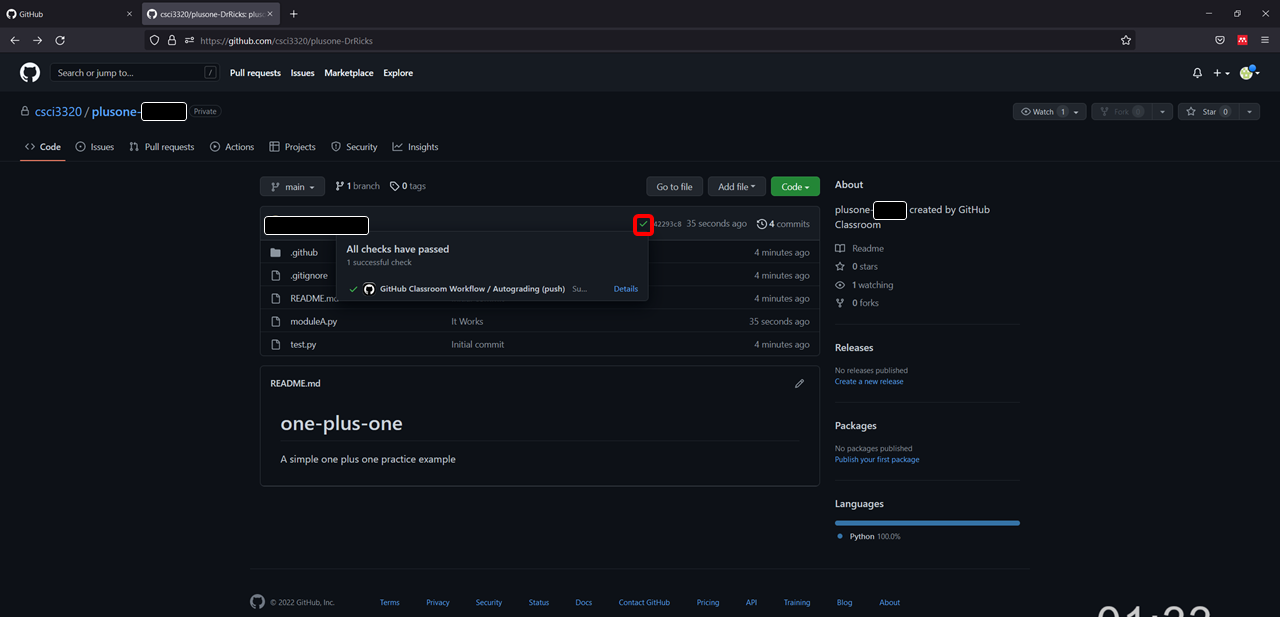 GitHub
csci3320/plusone-DrRicks: plus
https://github.com/csci3320/plusone-DrRicks
Search or jump to... / Pull requests Issues Marketplace Explore
csci3320 / plusone- Private
Watch 1 Fork 0 Star 0
Code Issues Pull requests Actions Projects Security Insights
main 1 branch 0 tags Go to file Add file Code
42293c8 35 seconds ago 4 commits
All checks have passed
1 successful check
GitHub Classroom Workflow / Autograding (push) Su... Details
.github 4 minutes ago
.gitignore 4 minutes ago
README.md 4 minutes ago
moduleA.py It Works 35 seconds ago
test.py Initial commit 4 minutes ago
README.md
one-plus-one
A simple one plus one practice example
About
plusone- created by GitHub
Classroom
Readme
0 stars
1 watching
0 forks
Releases
No releases published
Create a new release
Packages
No packages published
Publish your first package
Languages
Python 100.0%
© 2022 GitHub, Inc. Terms Privacy Security Status Docs Contact GitHub Pricing API Training Blog About